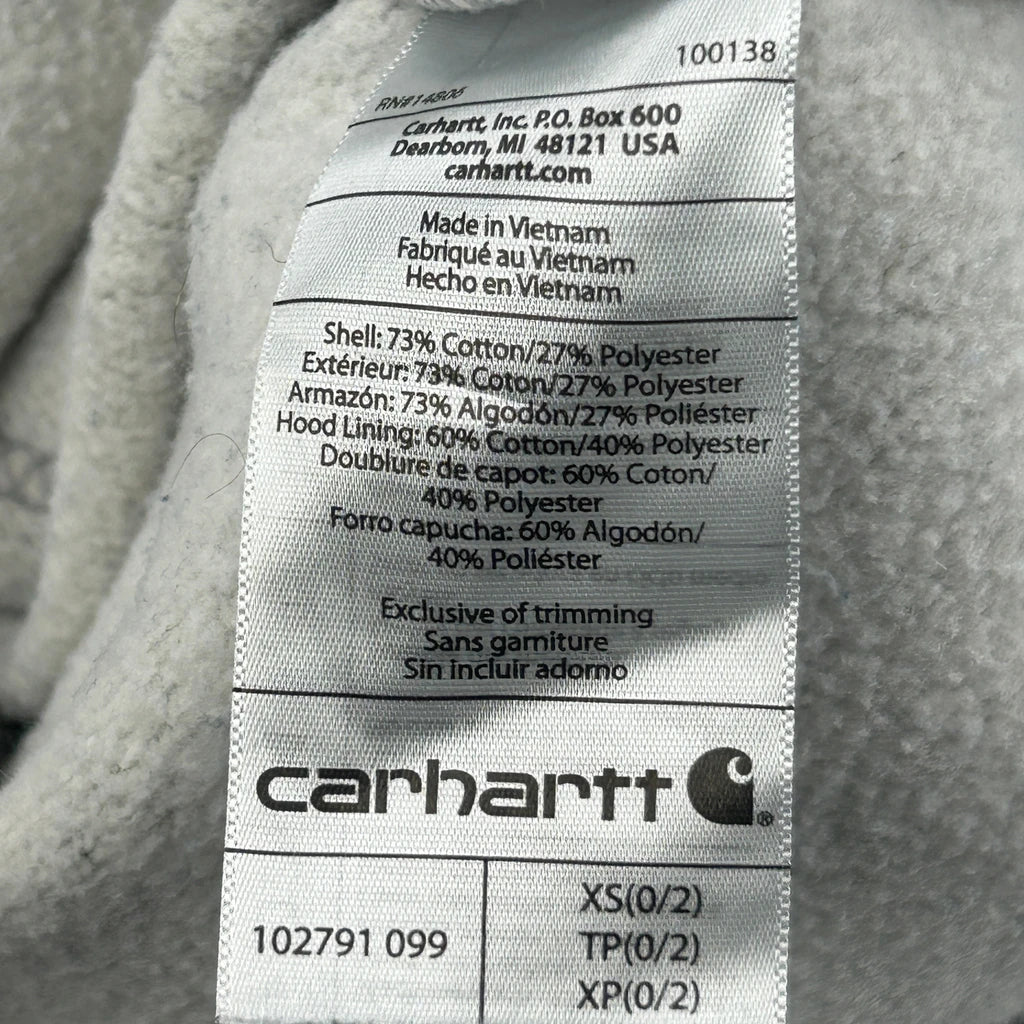 100138
RN#14806
Carhartt, Inc. P.O. Box 600
Dearborn, MI 48121 USA
carhartt.com
Made in Vietnam
Fabriqué au Vietnam
Hecho en Vietnam
Shell: 73% Cotton/27% Polyester
Extérieur: 73% Coton/27% Polyester
Armazón: 73% Algodón/27% Poliéster
Hood Lining: 60% Cotton/40% Polyester
Doublure de capot: 60% Coton/
40% Polyester
Forro capucha: 60% Algodón/
40% Poliéster
Exclusive of trimming
Sans garniture
Sin incluir adorno
carhartt ®
102791 099
XS(0/2)
TP(0/2)
XP(0/2)